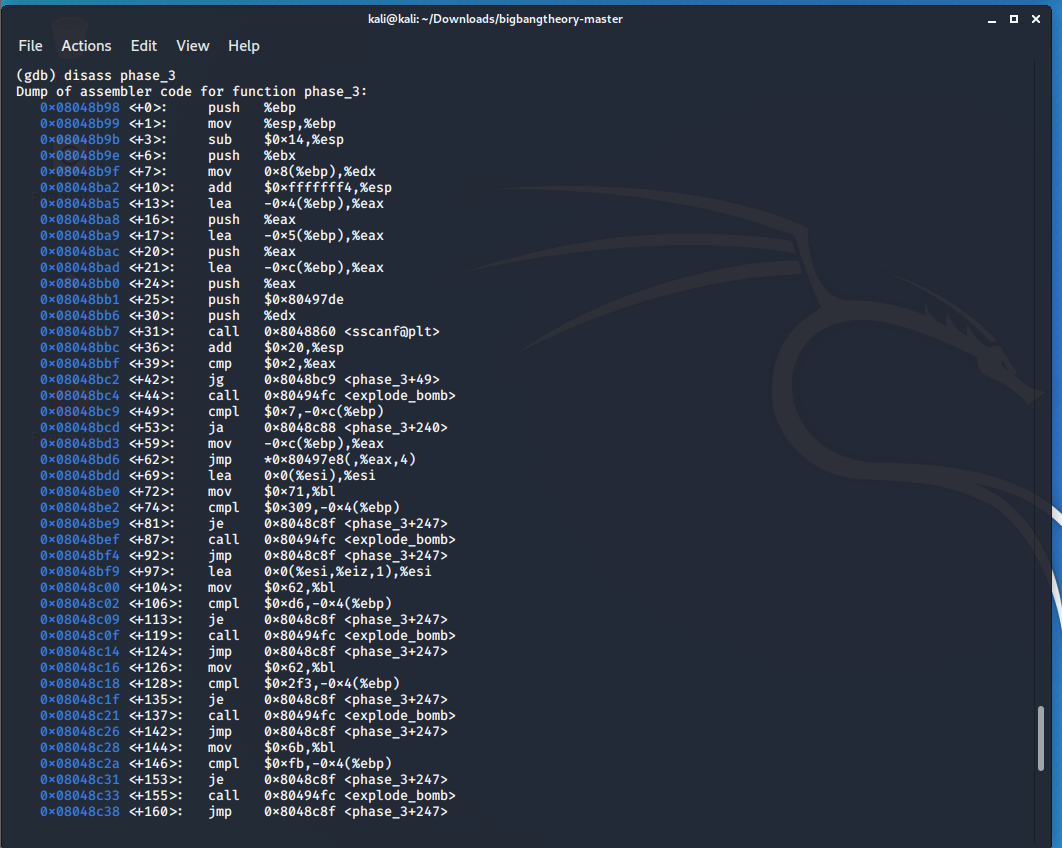 kali@kali: ~/Downloads/bigbangtheory-master
File Actions Edit View Help
(gdb) disass phase_3
Dump of assembler code for function phase_3:
0×08048b98 <+0>: push %ebp
0×08048b99 <+1>: mov %esp,%ebp
0×08048b9b <+3>: sub $0×14,%esp
0×08048b9e <+6>: push %ebx
0×08048b9f <+7>: mov 0×8(%ebp),%edx
0×08048ba2 <+10>: add $0×fffffff4,%esp
0×08048ba5 <+13>: lea -0×4(%ebp),%eax
0×08048ba8 <+16>: push %eax
0×08048ba9 <+17>: lea -0×5(%ebp),%eax
0×08048bac <+20>: push %eax
0×08048bad <+21>: lea -0×c(%ebp),%eax
0×08048bb0 <+24>: push %eax
0×08048bb1 <+25>: push $0×80497de
0×08048bb6 <+30>: push %edx
0×08048bb7 <+31>: call 0×8048860 <sscanf@plt>
0×08048bbc <+36>: add $0×20,%esp
0×08048bbf <+39>: cmp $0×2,%eax
0×08048bc2 <+42>: jg 0×8048bc9 <phase_3+49>
0×08048bc4 <+44>: call 0×80494fc <explode_bomb>
0×08048bc9 <+49>: cmpl $0×7,-0×c(%ebp)
0×08048bcd <+53>: ja 0×8048c88 <phase_3+240>
0×08048bd3 <+59>: mov -0×c(%ebp),%eax
0×08048bd6 <+62>: jmp *0×80497e8(,%eax,4)
0×08048bdd <+69>: lea 0×0(%esi),%esi
0×08048be0 <+72>: mov $0×71,%bl
0×08048be2 <+74>: cmpl $0×309,-0×4(%ebp)
0×08048be9 <+81>: je 0×8048c8f <phase_3+247>
0×08048bef <+87>: call 0×80494fc <explode_bomb>
0×08048bf4 <+92>: jmp 0×8048c8f <phase_3+247>
0×08048bf9 <+97>: lea 0×0(%esi,%eiz,1),%esi
0×08048c00 <+104>: mov $0×62,%bl
0×08048c02 <+106>: cmpl $0×d6,-0×4(%ebp)
0×08048c09 <+113>: je 0×8048c8f <phase_3+247>
0×08048c0f <+119>: call 0×80494fc <explode_bomb>
0×08048c14 <+124>: jmp 0×8048c8f <phase_3+247>
0×08048c16 <+126>: mov $0×62,%bl
0×08048c18 <+128>: cmpl $0×2f3,-0×4(%ebp)
0×08048c1f <+135>: je 0×8048c8f <phase_3+247>
0×08048c21 <+137>: call 0×80494fc <explode_bomb>
0×08048c26 <+142>: jmp 0×8048c8f <phase_3+247>
0×08048c28 <+144>: mov $0×6b,%bl
0×08048c2a <+146>: cmpl $0×fb,-0×4(%ebp)
0×08048c31 <+153>: je 0×8048c8f <phase_3+247>
0×08048c33 <+155>: call 0×80494fc <explode_bomb>
0×08048c38 <+160>: jmp 0×8048c8f <phase_3+247>